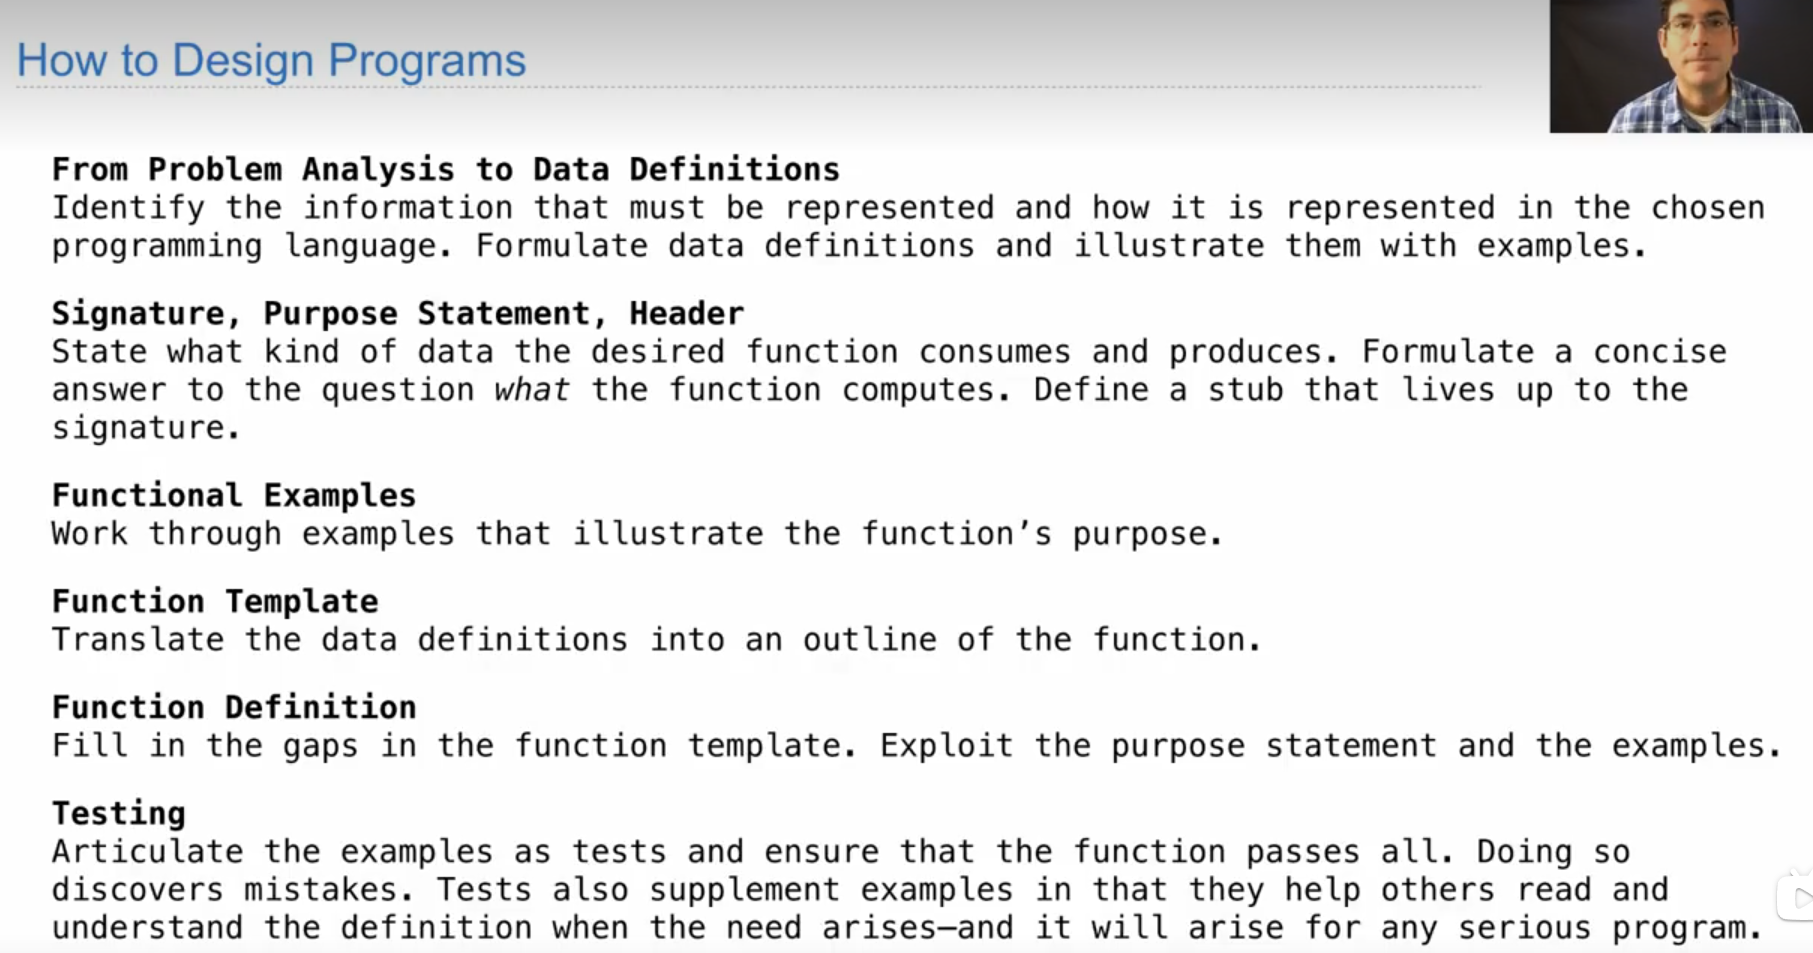 How to Design Programs
From Problem Analysis to Data Definitions
Identify the information that must be represented and how it is represented in the chosen
programming language. Formulate data definitions and illustrate them with examples.
Signature, Purpose Statement, Header
State what kind of data the desired function consumes and produces. Formulate a concise
answer to the question what the function computes. Define a stub that lives up to the
signature.
Functional Examples
Work through examples that illustrate the function’s purpose.
Function Template
Translate the data definitions into an outline of the function.
Function Definition
Fill in the gaps in the function template. Exploit the purpose statement and the examples.
Testing
Articulate the examples as tests and ensure that the function passes all. Doing so
discovers mistakes. Tests also supplement examples in that they help others read and
understand the definition when the need arises—and it will arise for any serious program.